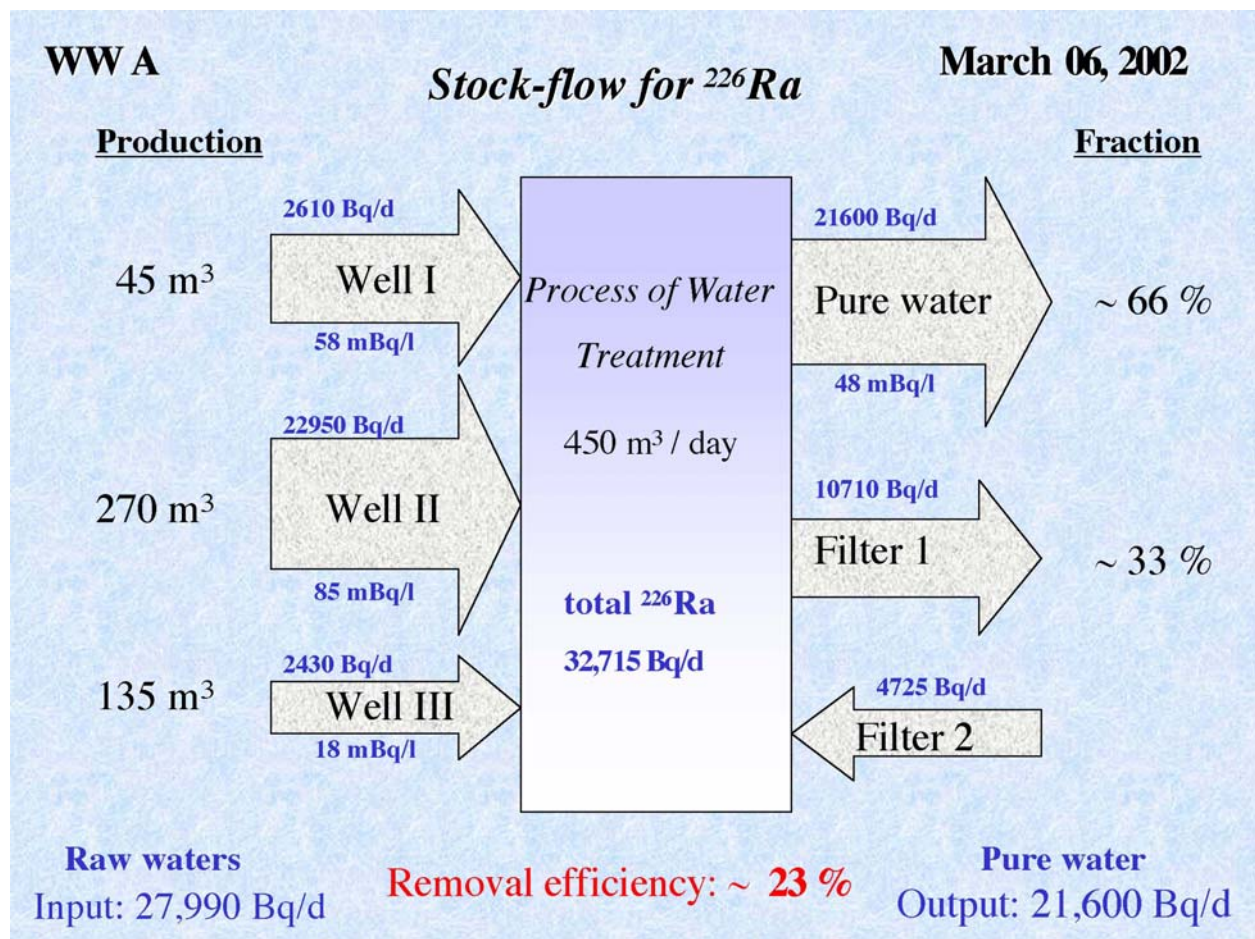 WW A
Stock-flow for ²²⁶Ra
March 06, 2002
Production
Fraction
2610 Bq/d
45 m³
Well I
58 mBq/l
22950 Bq/d
270 m³
Well II
85 mBq/l
2430 Bq/d
135 m³
Well III
18 mBq/l
Process of Water
Treatment
450 m³ / day
total ²²⁶Ra
32,715 Bq/d
21600 Bq/d
Pure water
48 mBq/l
~ 66 %
10710 Bq/d
Filter 1
~ 33 %
4725 Bq/d
Filter 2
Raw waters
Input: 27,990 Bq/d
Removal efficiency: ~ 23 %
Pure water
Output: 21,600 Bq/d